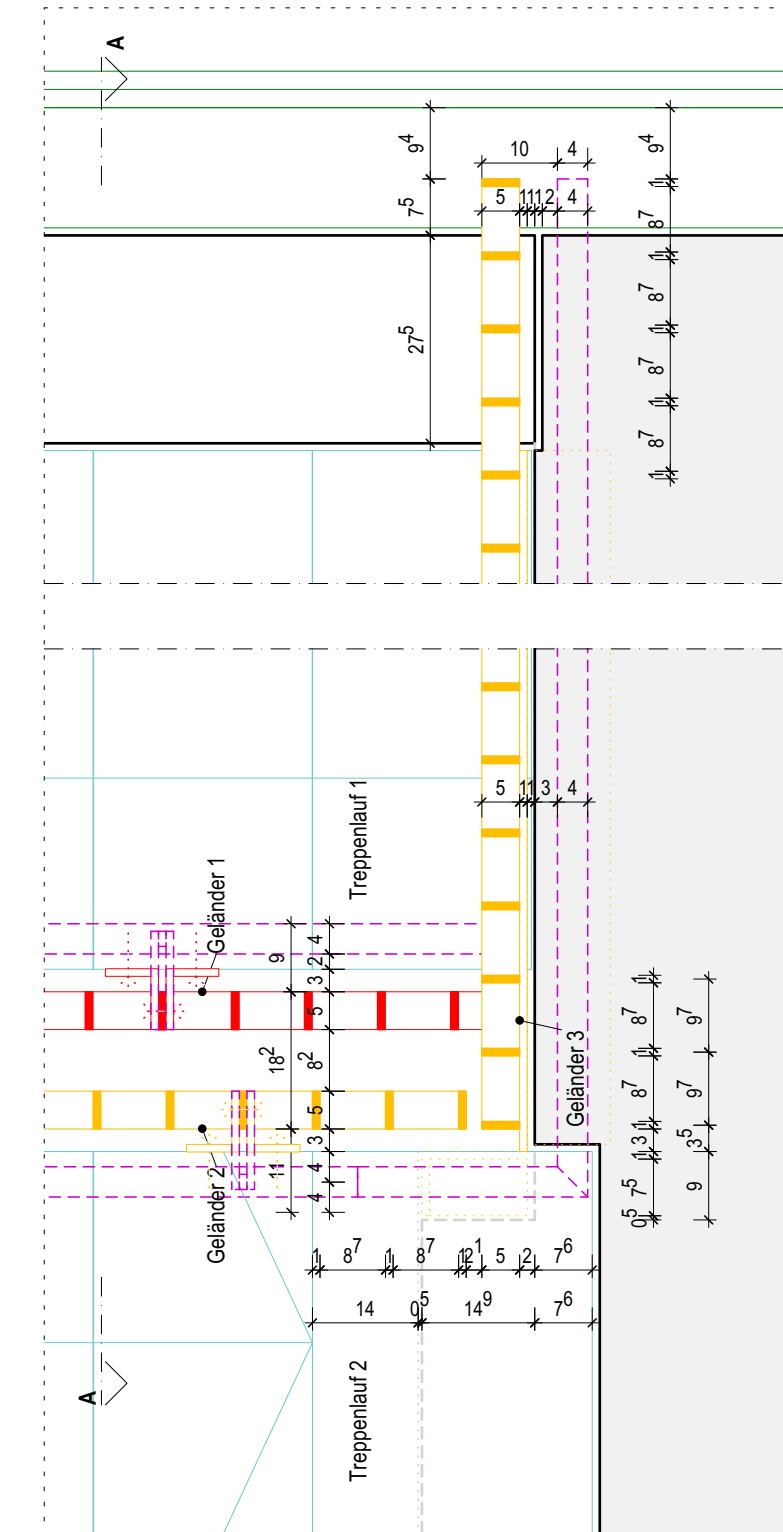 A
9⁴
7⁵
27⁵
10 4
5 1 1 1 2 4
9⁴
1 8⁷ 1 8⁷ 1 8⁷ 1 8⁷ 1
Treppenlauf 1
5 1 1 3 4
Geländer 1
9 18² 11
4 2 3 5 8² 5 3 4 4
Geländer 3
1 8⁷ 1 8⁷ 1 3 1 7⁵ 0⁵
9⁷ 9⁷ 3⁵ 9
Geländer 2
1 8⁷ 1 8⁷ 1 2¹ 5 2 7⁶
14 0⁵ 14⁹ 7⁶
Treppenlauf 2
A